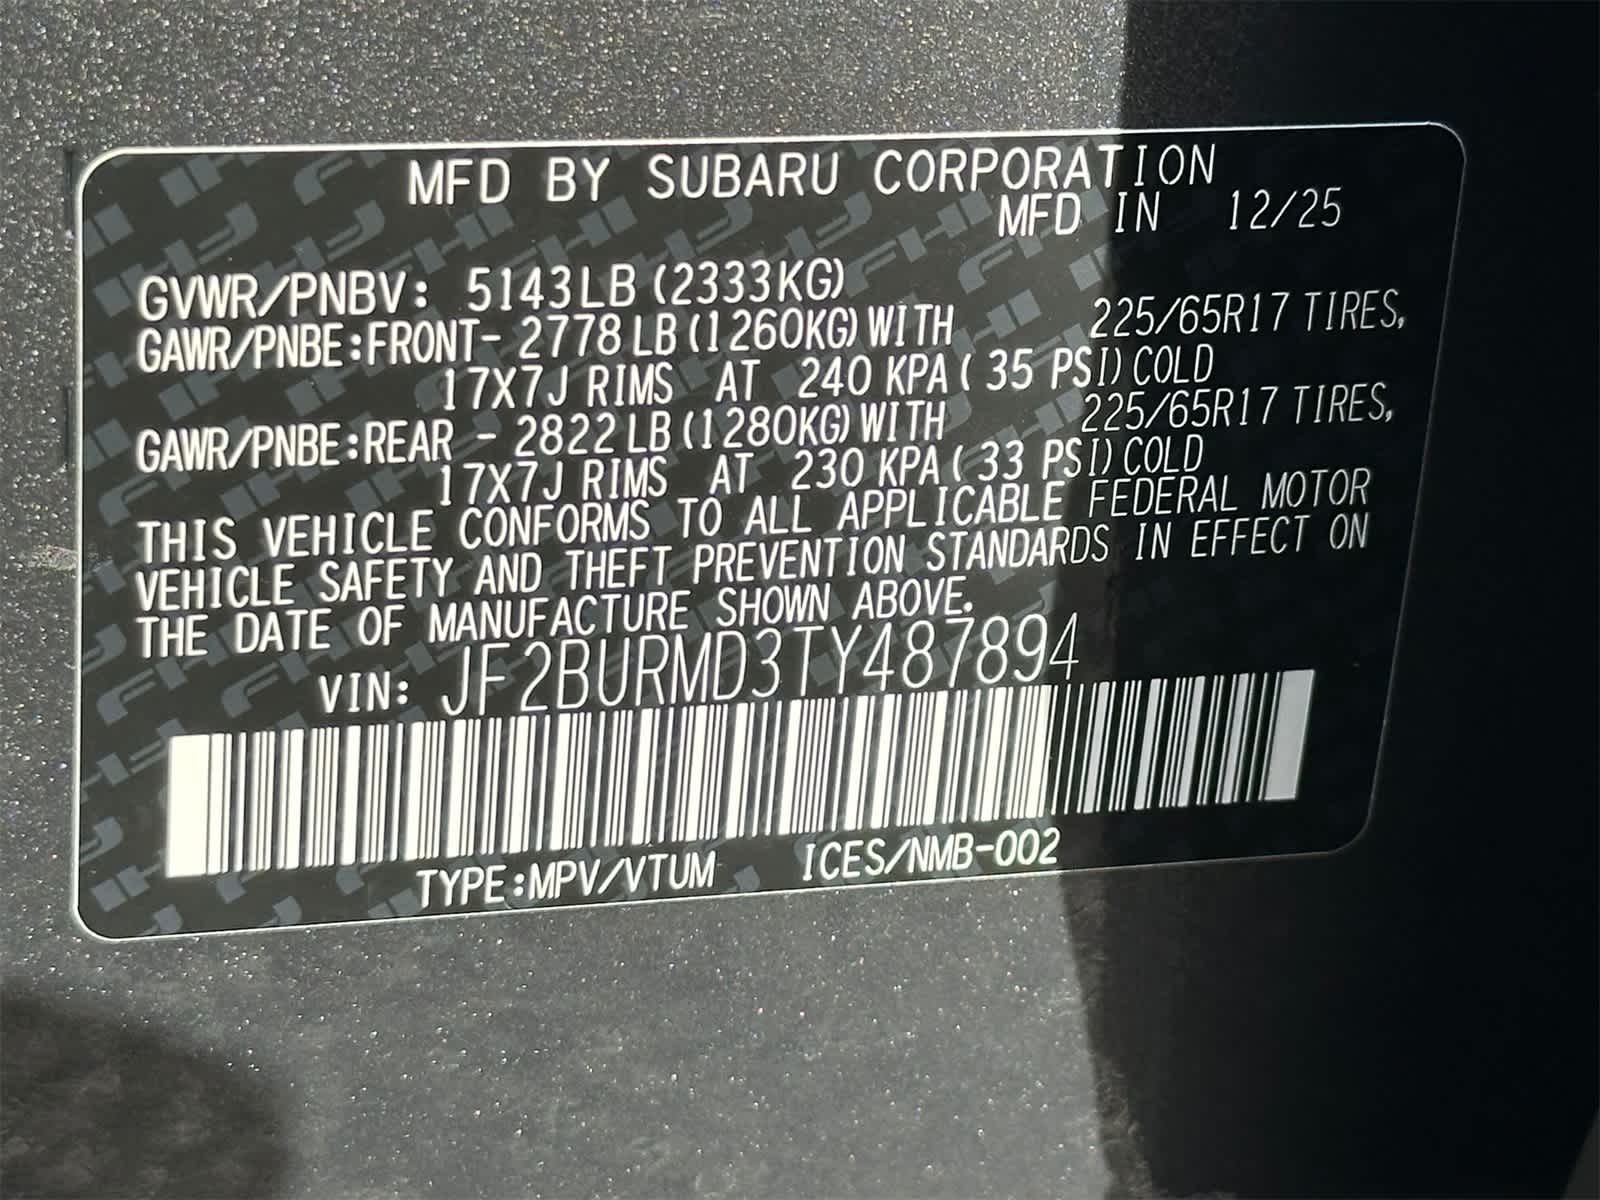 MFD BY SUBARU CORPORATION
MFD IN 12/25
GVWR/PNBV: 5143LB (2333KG)
GAWR/PNBE:FRONT- 2778 LB (1260KG) WITH 225/65R17 TIRES,
17X7J RIMS AT 240 KPA ( 35 PSI) COLD
GAWR/PNBE:REAR - 2822 LB (1280KG) WITH 225/65R17 TIRES,
17X7J RIMS AT 230 KPA ( 33 PSI) COLD
THIS VEHICLE CONFORMS TO ALL APPLICABLE FEDERAL MOTOR
VEHICLE SAFETY AND THEFT PREVENTION STANDARDS IN EFFECT ON
THE DATE OF MANUFACTURE SHOWN ABOVE.
VIN: JF2BURMD3TY487894
TYPE:MPV/VTUM ICES/NMB-002